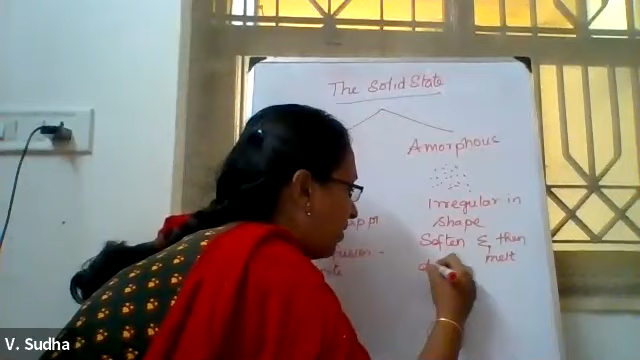 The Solid State
Amorphous
Irregular in
shape
Soften & then
melt
V. Sudha